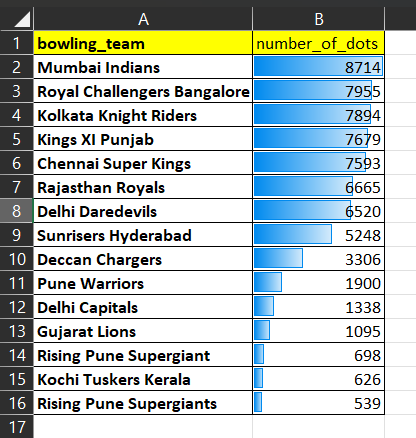 A B
1 bowling_team number_of_dots
2 Mumbai Indians 8714
3 Royal Challengers Bangalore 7955
4 Kolkata Knight Riders 7894
5 Kings XI Punjab 7679
6 Chennai Super Kings 7593
7 Rajasthan Royals 6665
8 Delhi Daredevils 6520
9 Sunrisers Hyderabad 5248
10 Deccan Chargers 3306
11 Pune Warriors 1900
12 Delhi Capitals 1338
13 Gujarat Lions 1095
14 Rising Pune Supergiant 698
15 Kochi Tuskers Kerala 626
16 Rising Pune Supergiants 539
17